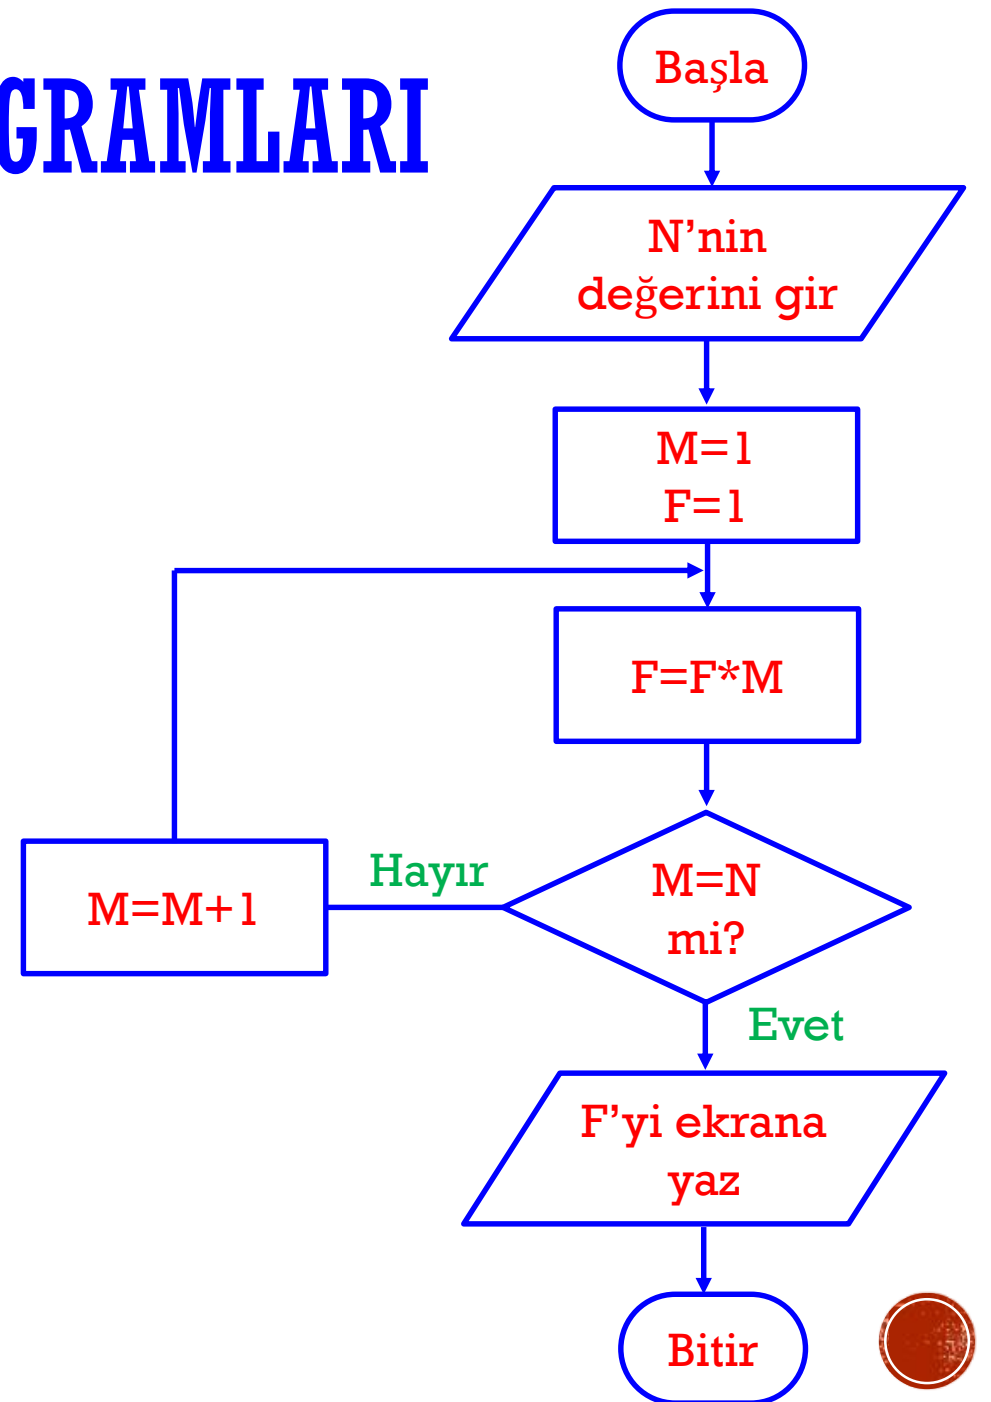 GRAMLARI
Başla
N’nin
değerini gir
M=1
F=1
F=F*M
Hayır
M=N
mi?
M=M+1
Evet
F’yi ekrana
yaz
Bitir